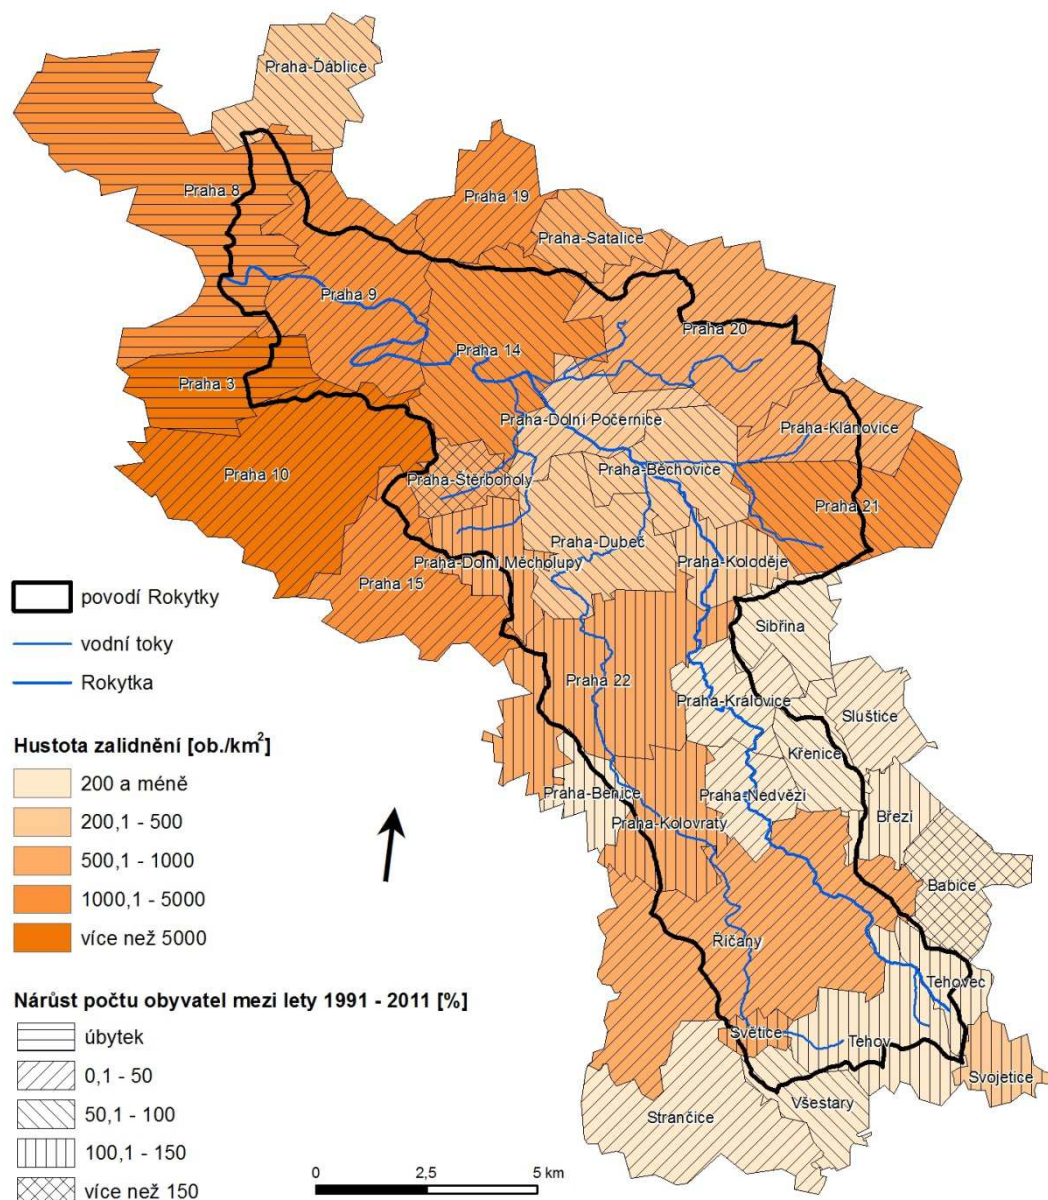 Praha-Ďáblice
Praha 8
Praha 19
Praha-Satalice
Praha 9
Praha 20
Praha 14
Praha 3
Praha-Dolní Počernice
Praha-Klánovice
Praha 10
Praha-Štěrboholy
Praha-Běchovice
Praha 21
Praha-Dubeč
Praha-Dolní Měcholupy
Praha-Koloděje
Praha 15
Sibřina
Praha 22
Praha-Královice
Sluštice
Křenice
Praha-Benice
Praha-Nedvězí
Praha-Kolovraty
Březí
Babice
Říčany
Tehovec
Světice
Tehov
Svojetice
Všestary
Strančice
povodí Rokytky
vodní toky
Rokytka
Hustota zalidnění [ob./km²]
200 a méně
200,1 - 500
500,1 - 1000
1000,1 - 5000
více než 5000
Nárůst počtu obyvatel mezi lety 1991 - 2011 [%]
úbytek
0,1 - 50
50,1 - 100
100,1 - 150
více než 150
0 2,5 5 km